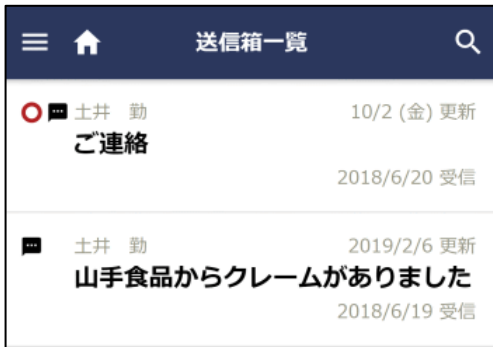 送信箱一覧
土井　勤 10/2 (金) 更新
ご連絡
2018/6/20 受信
土井　勤 2019/2/6 更新
山手食品からクレームがありました
2018/6/19 受信